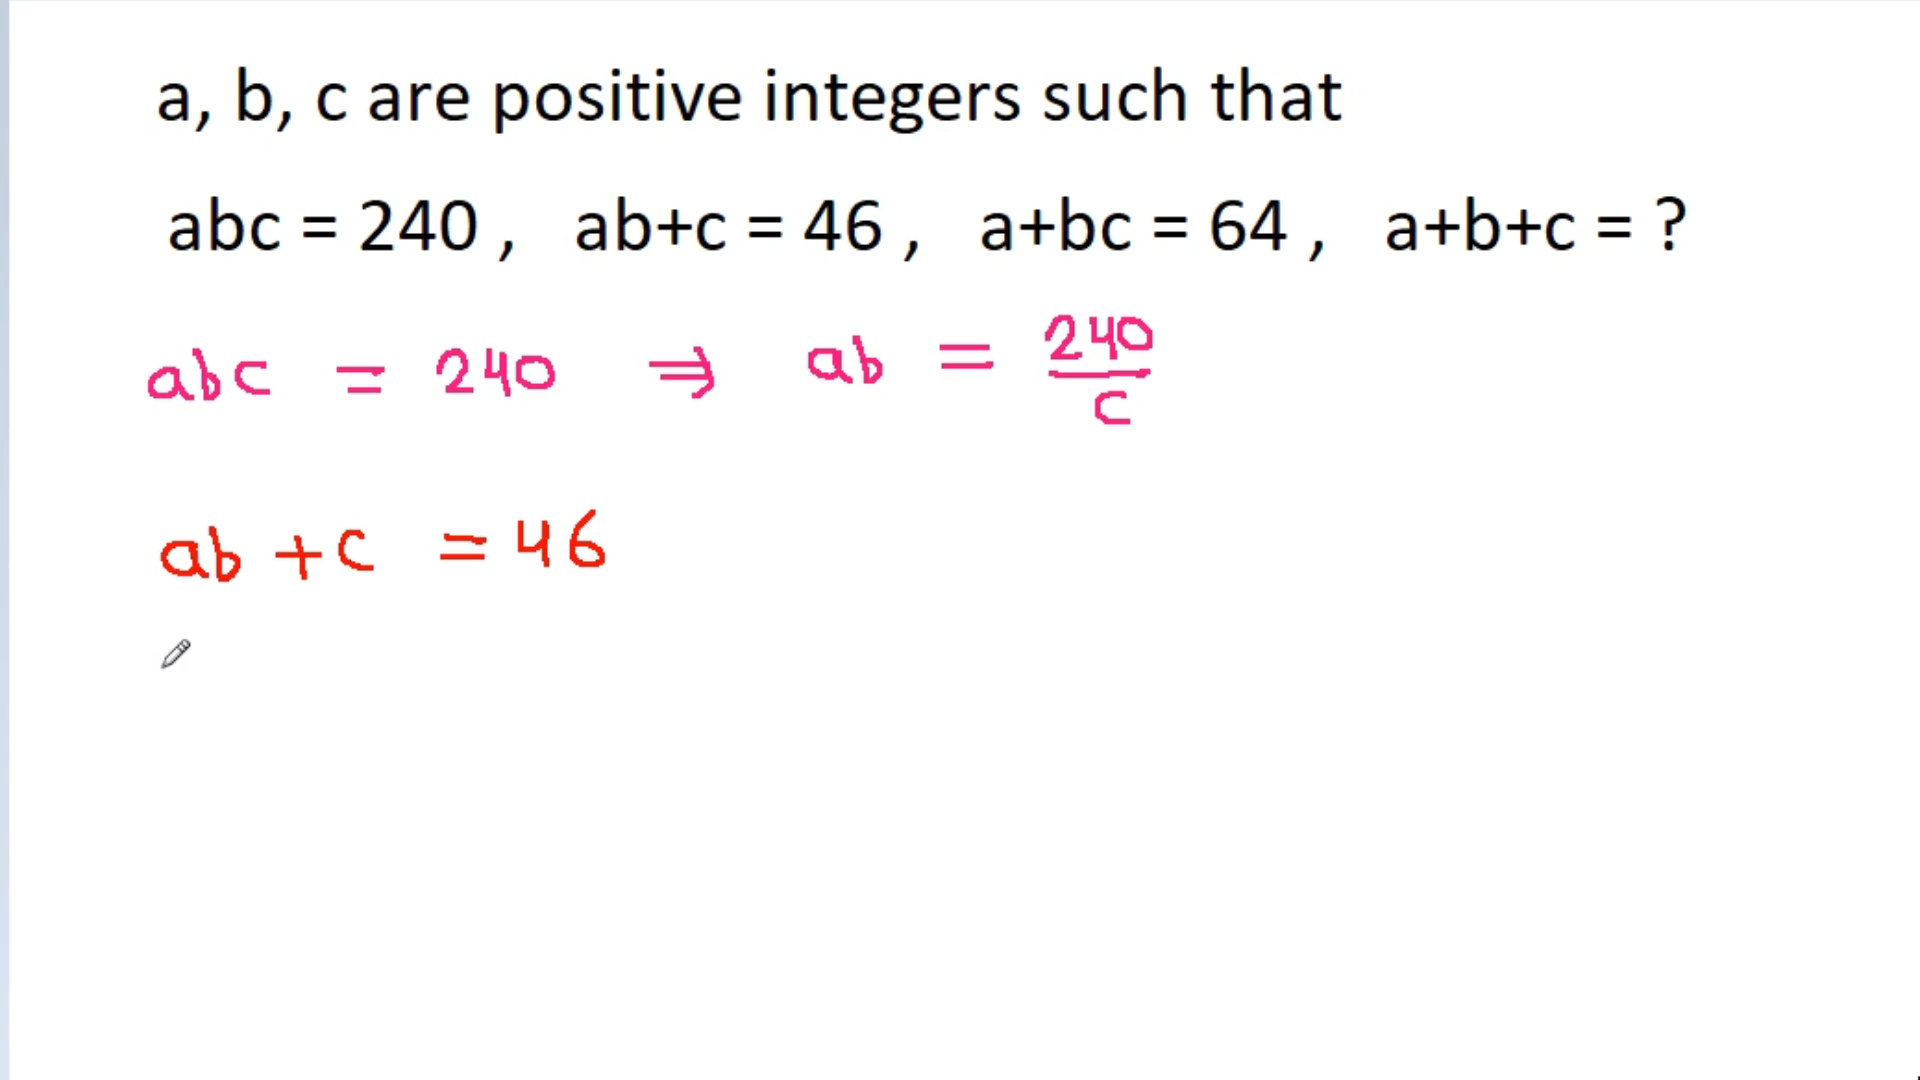 a, b, c are positive integers such that
abc = 240 , ab+c = 46 , a+bc = 64 , a+b+c = ?
abc = 240 ⇒ ab = 240/c
ab + c = 46